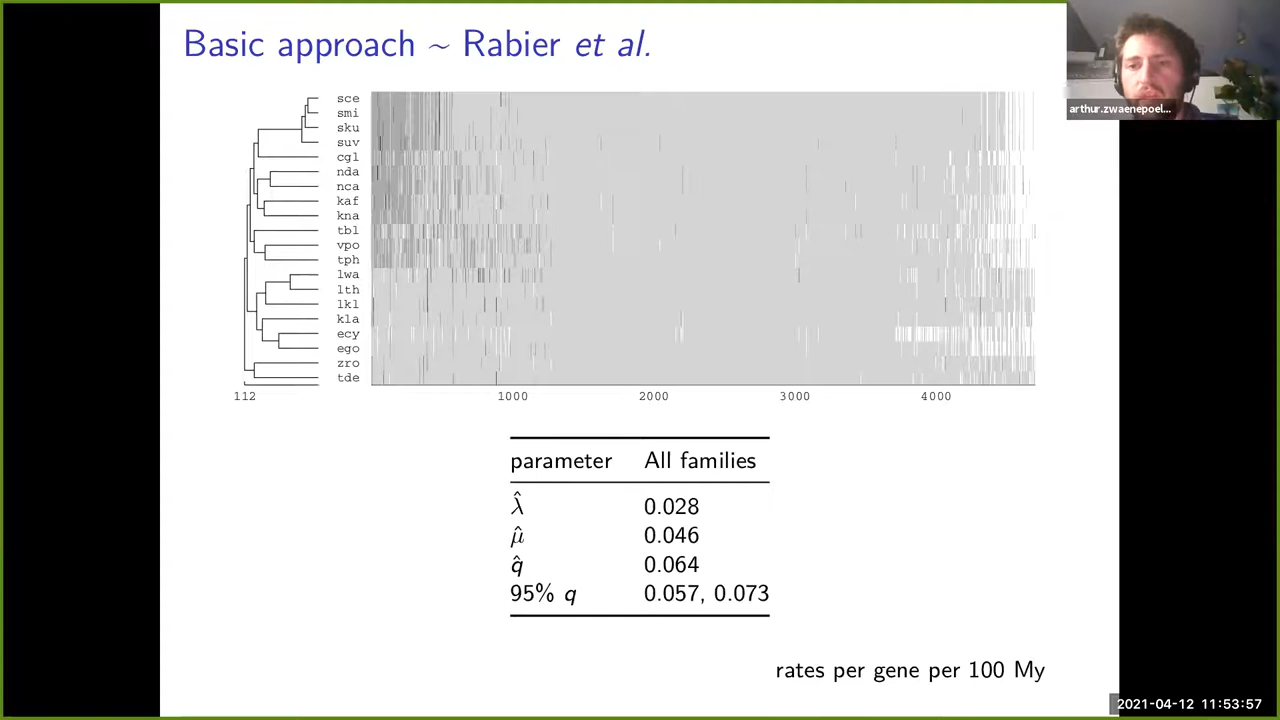 Basic approach ~ Rabier et al.
arthur.zwaenepoel...
sce
smi
sku
suv
cgl
nda
nca
kaf
kna
tbl
vpo
tph
lwa
lth
lkl
kla
ecy
ego
zro
tde
112 1000 2000 3000 4000
parameter All families
λ̂ 0.028
μ̂ 0.046
q̂ 0.064
95% q 0.057, 0.073
rates per gene per 100 My
2021-04-12 11:53:57